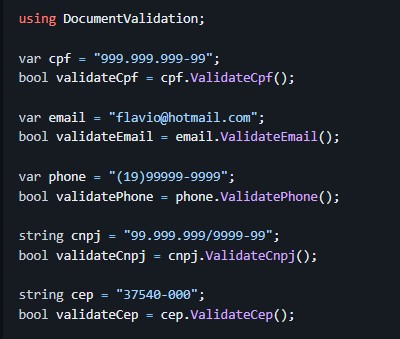 using DocumentValidation;
var cpf = "999.999.999-99";
bool validateCpf = cpf.ValidateCpf();
var email = "flavio@hotmail.com";
bool validateEmail = email.ValidateEmail();
var phone = "(19)99999-9999";
bool validatePhone = phone.ValidatePhone();
string cnpj = "99.999.999/9999-99";
bool validateCnpj = cnpj.ValidateCnpj();
string cep = "37540-000";
bool validateCep = cep.ValidateCep();